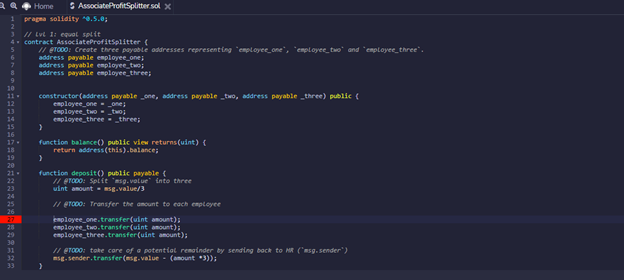 Home AssociateProfitSplitter.sol
1 pragma solidity ^0.5.0;
2
3 // lvl 1: equal split
4 contract AssociateProfitSplitter {
5 // @TODO: Create three payable addresses representing `employee_one`, `employee_two` and `employee_three`.
6 address payable employee_one;
7 address payable employee_two;
8 address payable employee_three;
9
10
11 constructor(address payable _one, address payable _two, address payable _three) public {
12 employee_one = _one;
13 employee_two = _two;
14 employee_three = _three;
15 }
16
17 function balance() public view returns(uint) {
18 return address(this).balance;
19 }
20
21 function deposit() public payable {
22 // @TODO: Split `msg.value` into three
23 uint amount = msg.value/3
24
25 // @TODO: Transfer the amount to each employee
26
27 employee_one.transfer(uint amount);
28 employee_two.transfer(uint amount);
29 employee_three.transfer(uint amount);
30
31 // @TODO: take care of a potential remainder by sending back to HR (`msg.sender`)
32 msg.sender.transfer(msg.value - (amount *3));
33 }